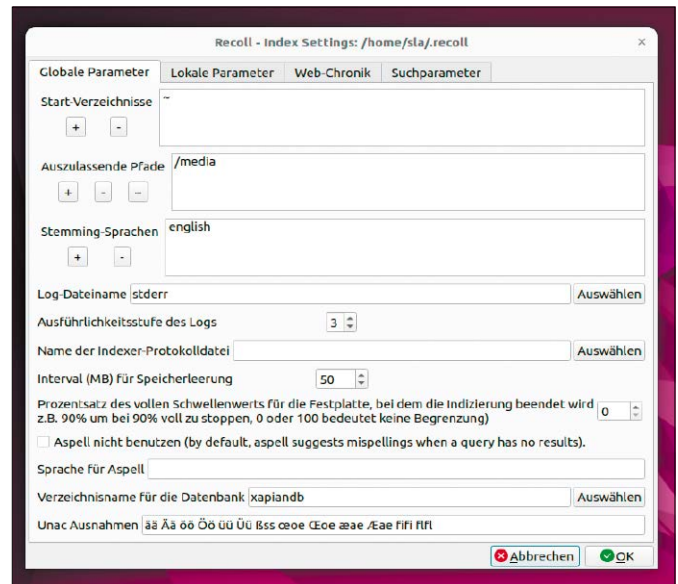 Recoll - Index Settings: /home/sla/.recoll
Globale Parameter Lokale Parameter Web-Chronik Suchparameter
Start-Verzeichnisse ~
+ -
Auszulassende Pfade /media
+ - --
Stemming-Sprachen english
+ -
Log-Dateiname stderr Auswählen
Ausführlichkeitsstufe des Logs 3
Name der Indexer-Protokolldatei Auswählen
Interval (MB) für Speicherleerung 50
Prozentsatz des vollen Schwellenwerts für die Festplatte, bei dem die Indizierung beendet wird 0
z.B. 90% um bei 90% voll zu stoppen, 0 oder 100 bedeutet keine Begrenzung)
Aspell nicht benutzen (by default, aspell suggests mispellings when a query has no results).
Sprache für Aspell
Verzeichnisname für die Datenbank xapiandb Auswählen
Unac Ausnahmen ää Ää öö Öö üü Üü ßss œoe Œoe æae Æae fifi flfl
Abbrechen OK